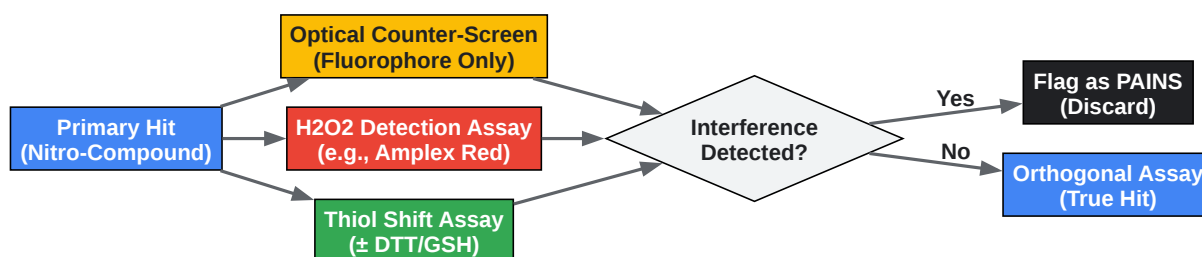 Primary Hit
(Nitro-Compound)
Optical Counter-Screen
(Fluorophore Only)
H2O2 Detection Assay
(e.g., Amplex Red)
Thiol Shift Assay
(± DTT/GSH)
Interference
Detected?
Yes
No
Flag as PAINS
(Discard)
Orthogonal Assay
(True Hit)